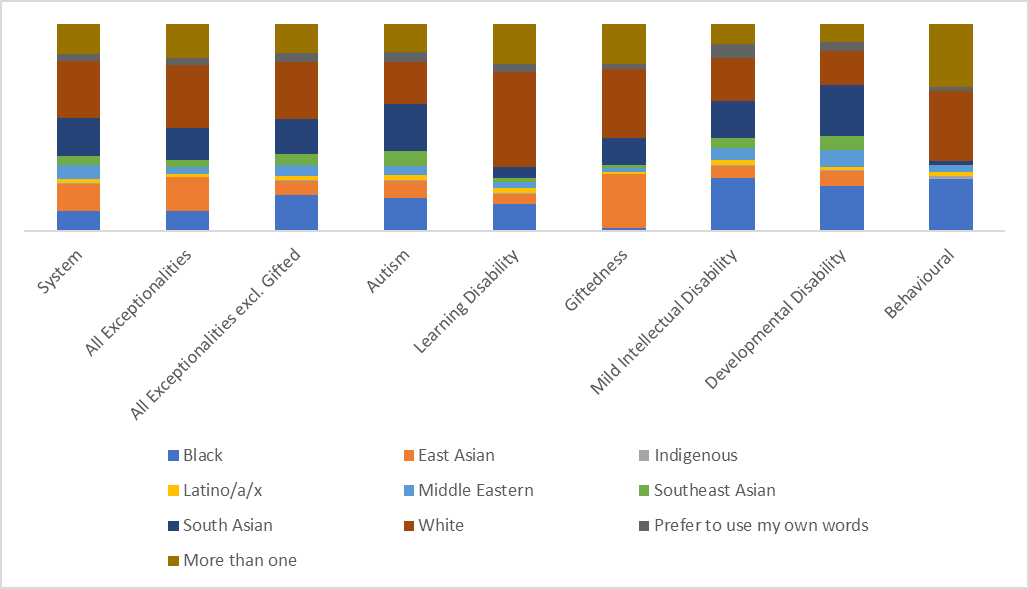 System
All Exceptionalities
All Exceptionalities excl. Gifted
Autism
Learning Disability
Giftedness
Mild Intellectual Disability
Developmental Disability
Behavioural
Black
East Asian
Indigenous
Latino/a/x
Middle Eastern
Southeast Asian
South Asian
White
Prefer to use my own words
More than one